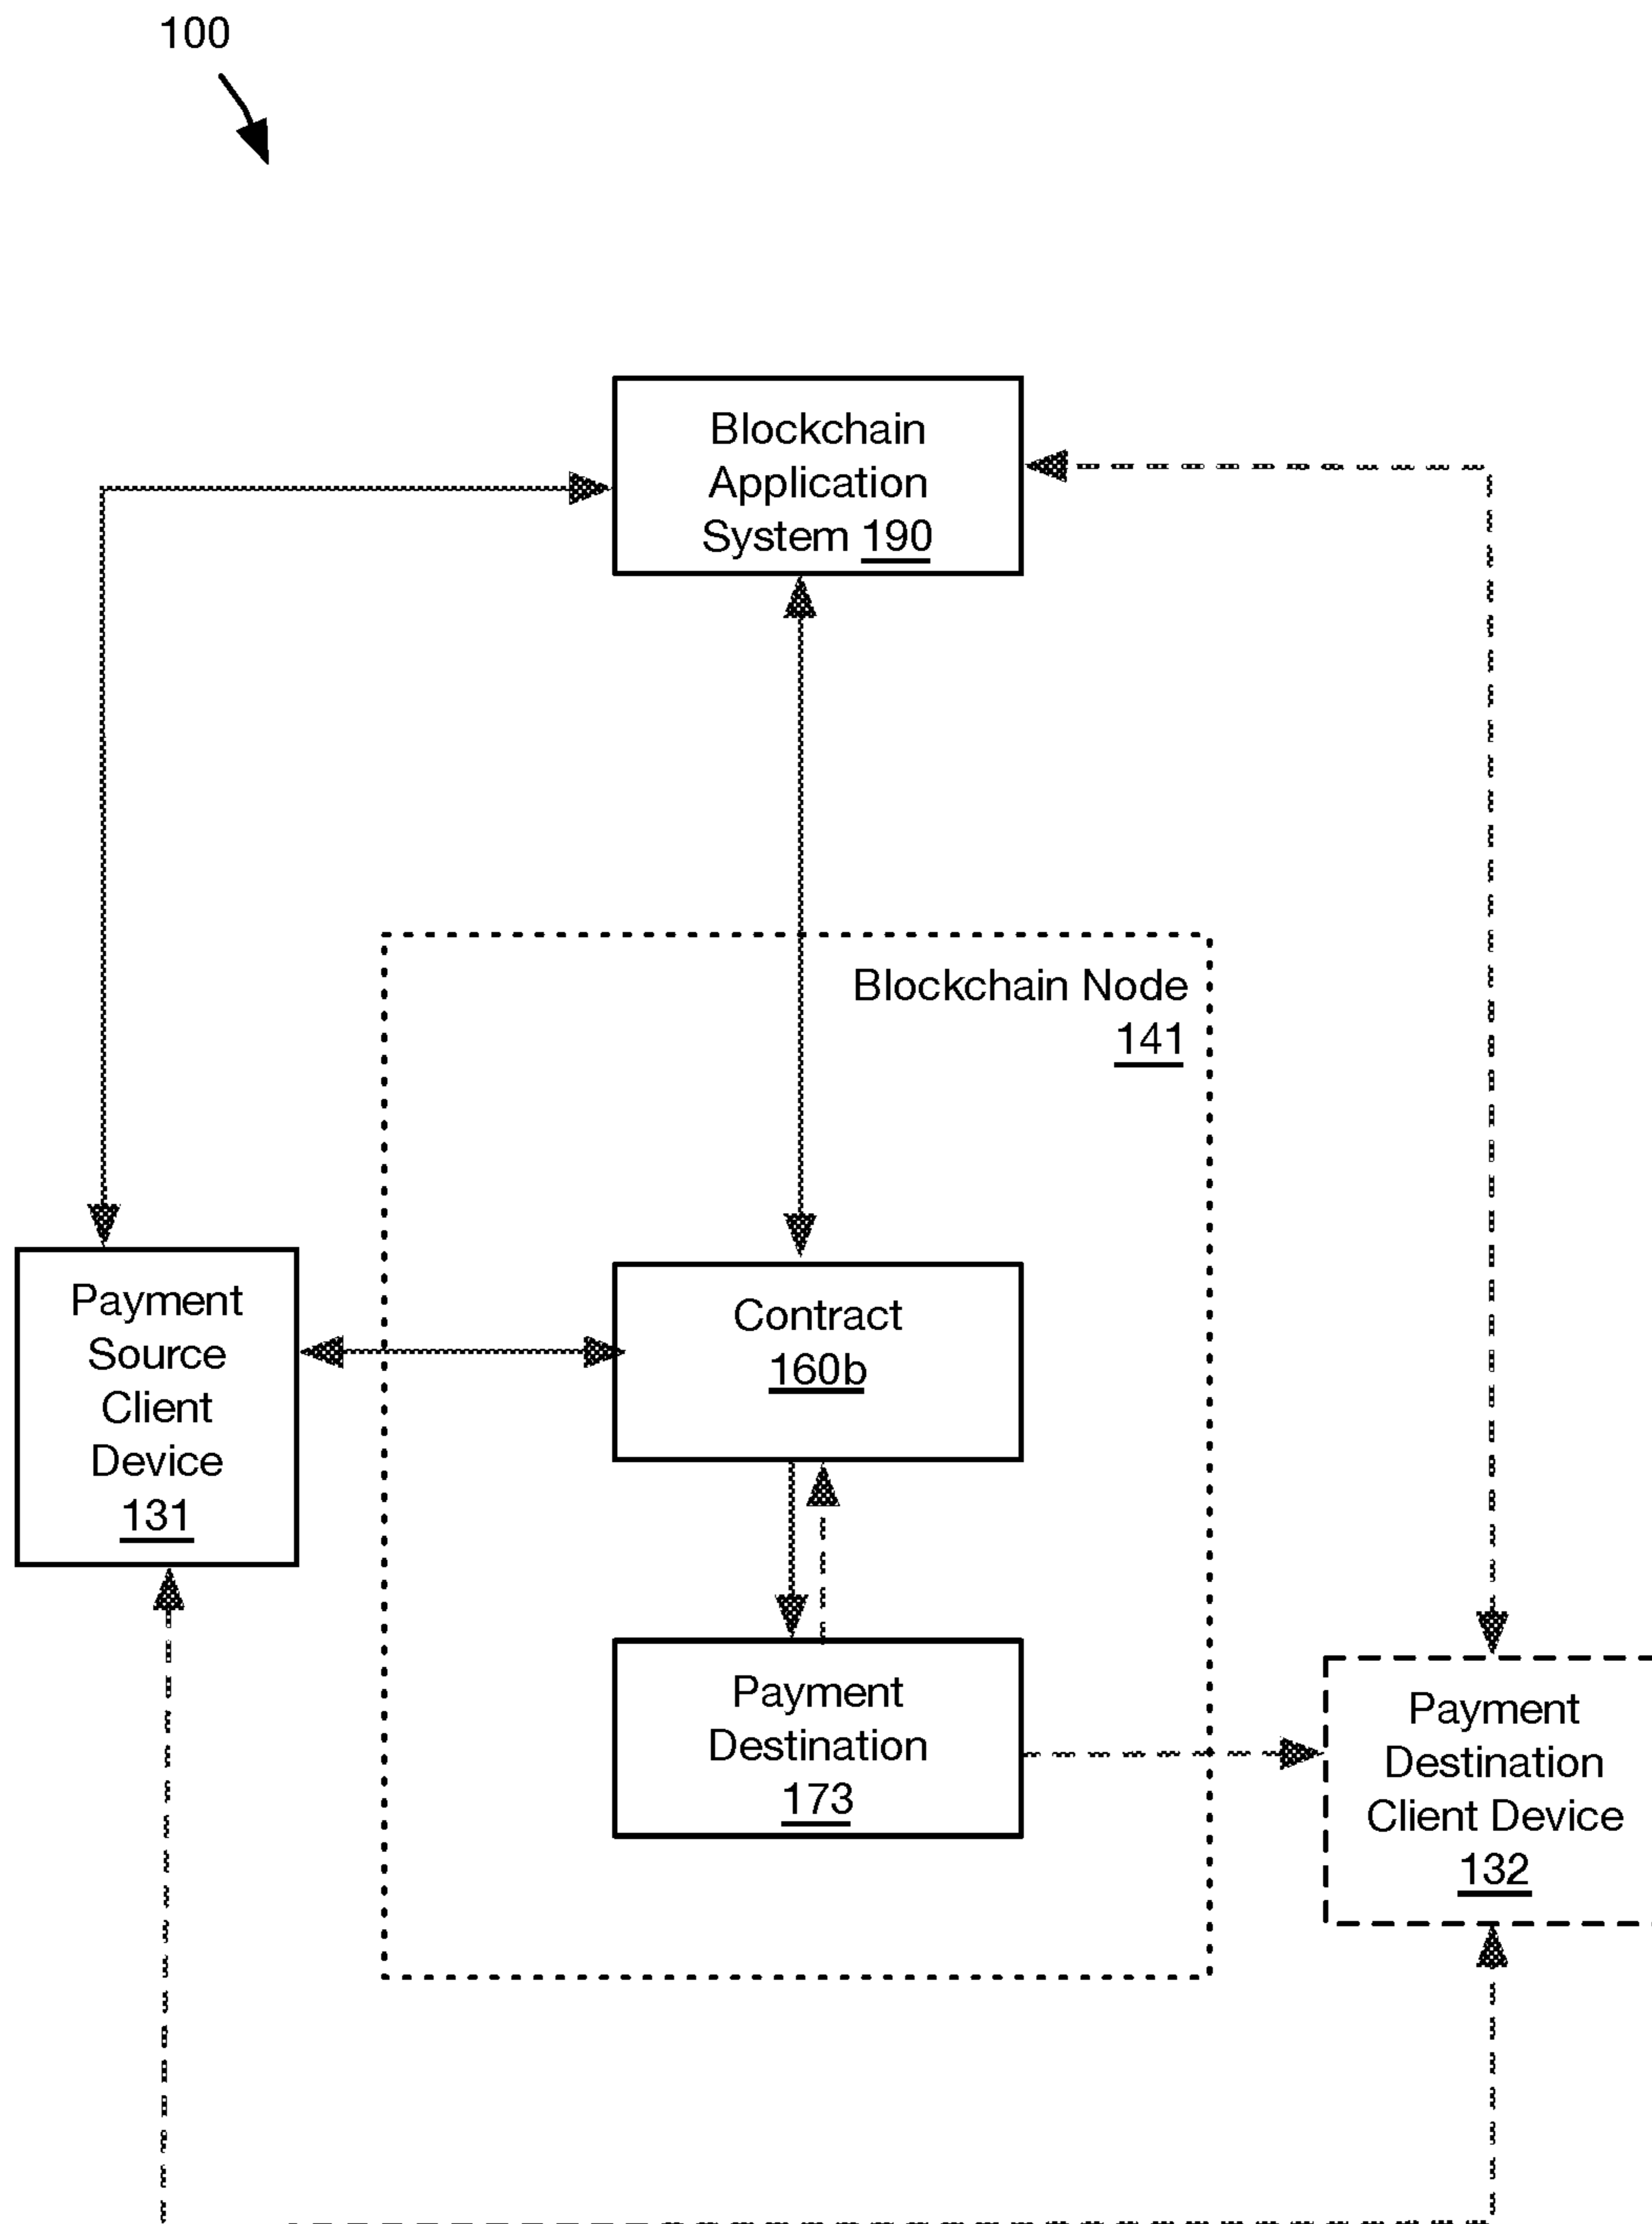 100
Blockchain
Application
System 190
Blockchain Node
141
Payment
Source
Client
Device
131
Contract
160b
Payment
Destination
173
Payment
Destination
Client Device
132